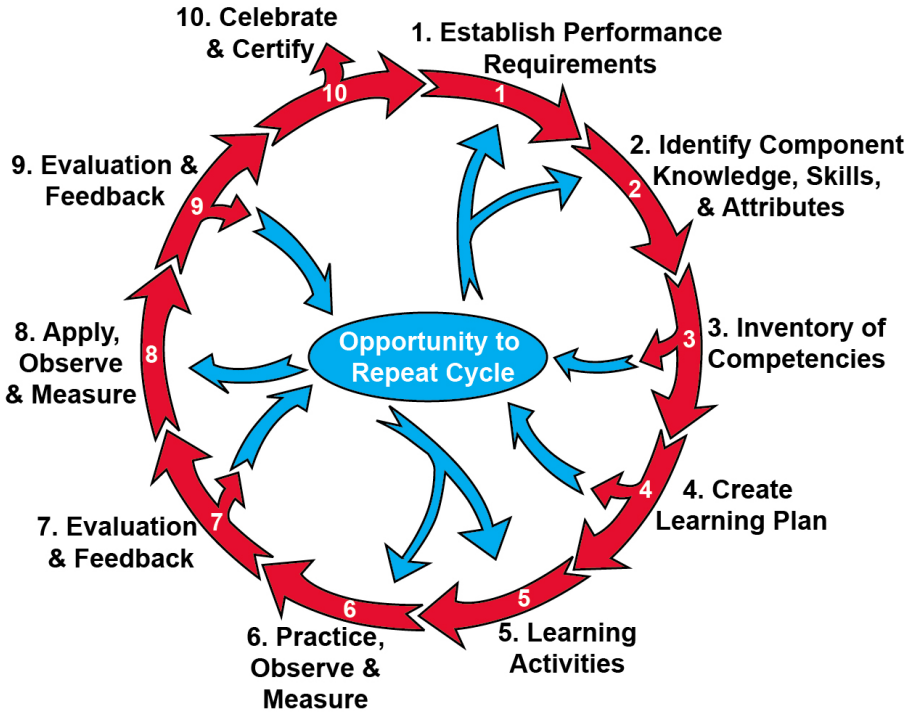 10. Celebrate
& Certify
1. Establish Performance
Requirements
10
1
2. Identify Component
Knowledge, Skills,
& Attributes
2
9. Evaluation &
Feedback
9
3. Inventory of
Competencies
3
Opportunity to
Repeat Cycle
8. Apply,
Observe
& Measure
8
4. Create
Learning Plan
4
7. Evaluation
& Feedback
7
5
5. Learning
Activities
6
6. Practice,
Observe &
Measure